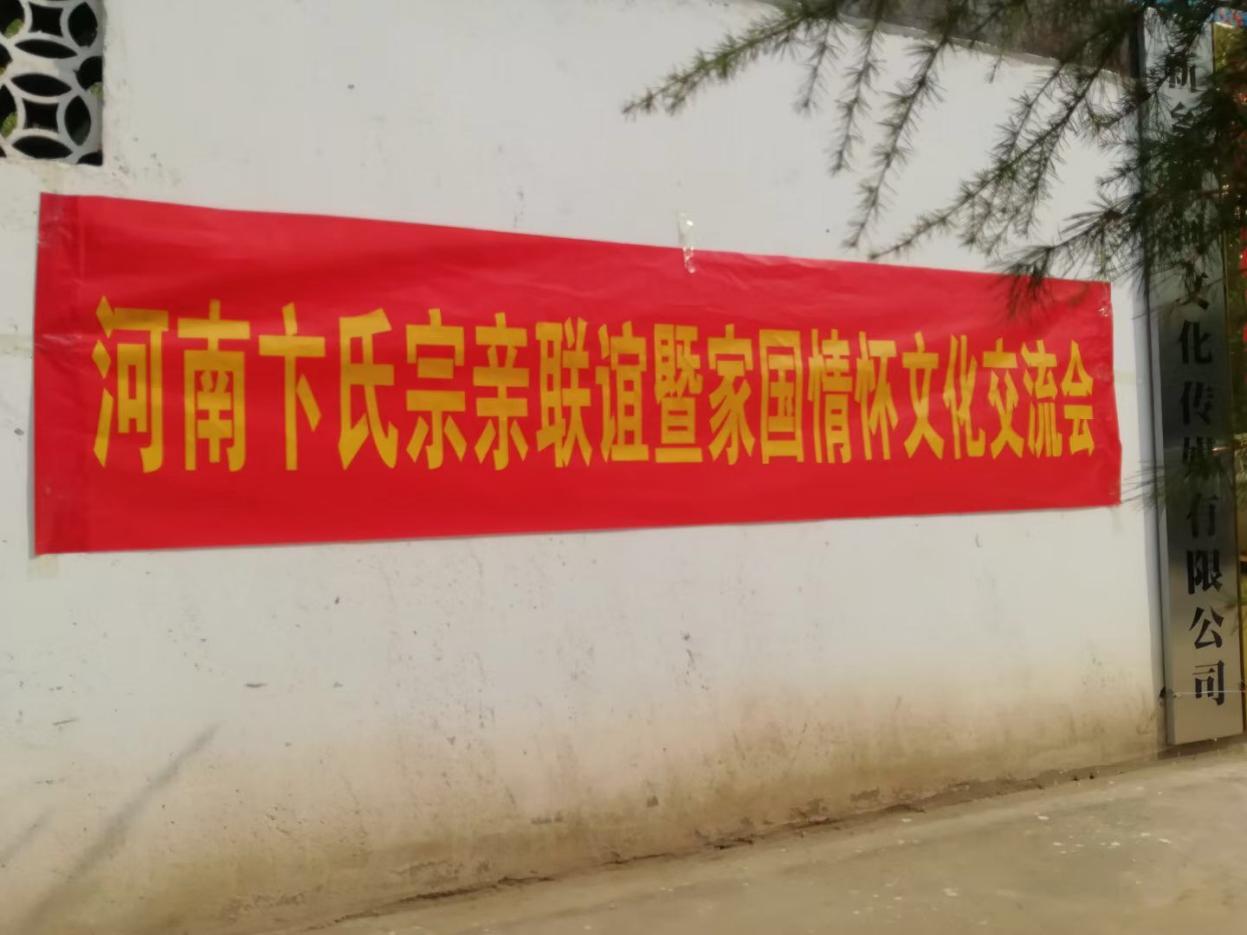 河南卞氏宗亲联谊暨家国情怀文化交流会
文化传媒有限公司